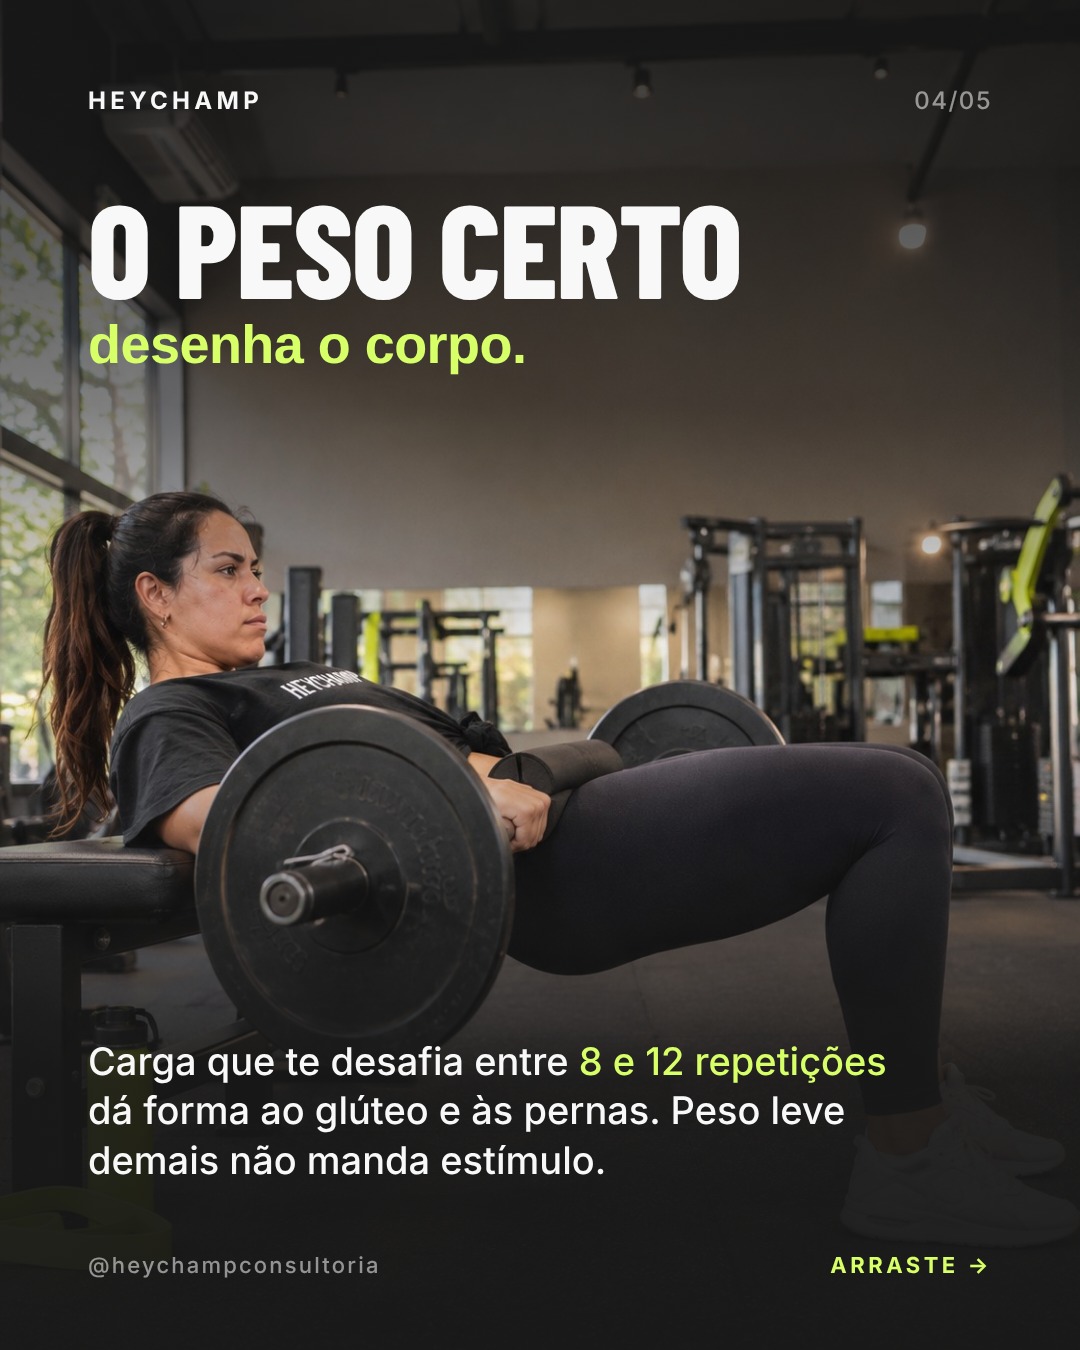 HEYCHAMP
04/05
O PESO CERTO
desenha o corpo.
HEYCHAMP
Carga que te desafia entre 8 e 12 repetições
dá forma ao glúteo e às pernas. Peso leve
demais não manda estímulo.
@heychampconsultoria
ARRASTE →